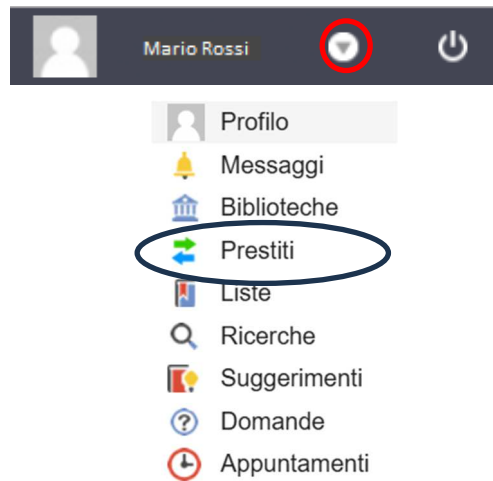 Mario Rossi
Profilo
Messaggi
Biblioteche
Prestiti
Liste
Ricerche
Suggerimenti
Domande
Appuntamenti